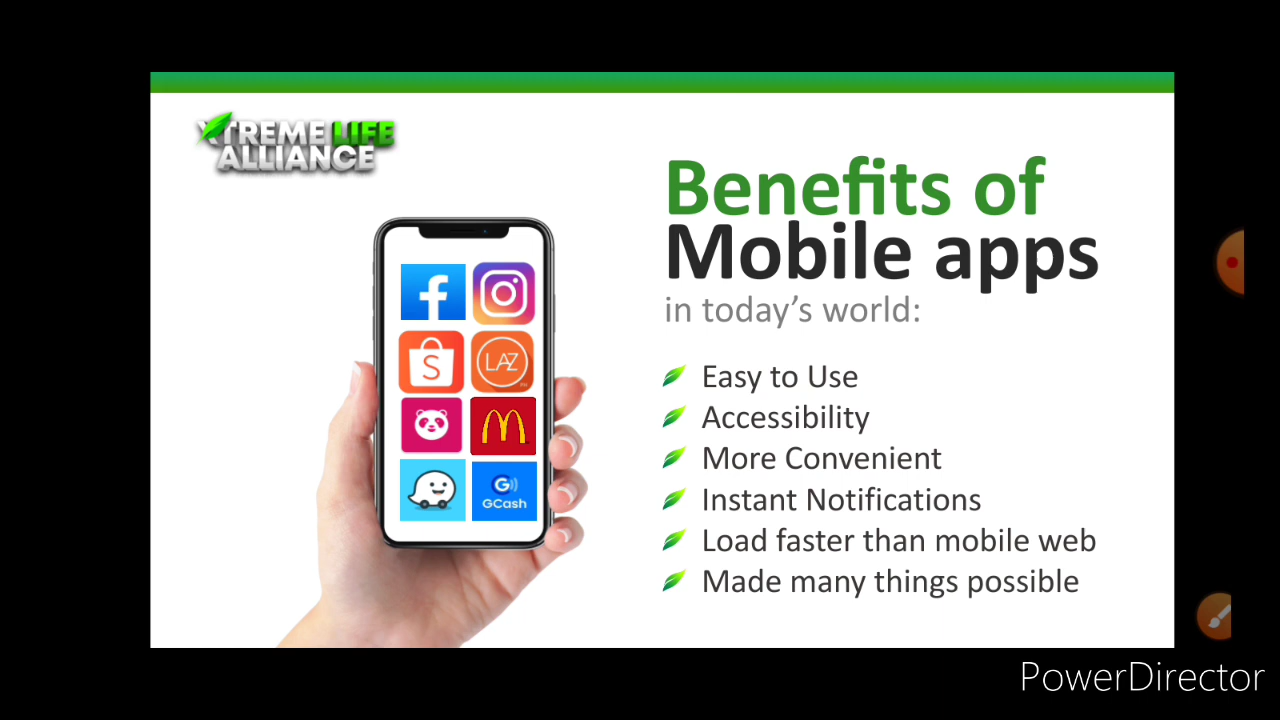 XTREME LIFE
ALLIANCE
Benefits of
Mobile apps
in today’s world:
Easy to Use
Accessibility
More Convenient
Instant Notifications
Load faster than mobile web
Made many things possible
f
S
LAZ
PH
M
G
GCash
PowerDirector